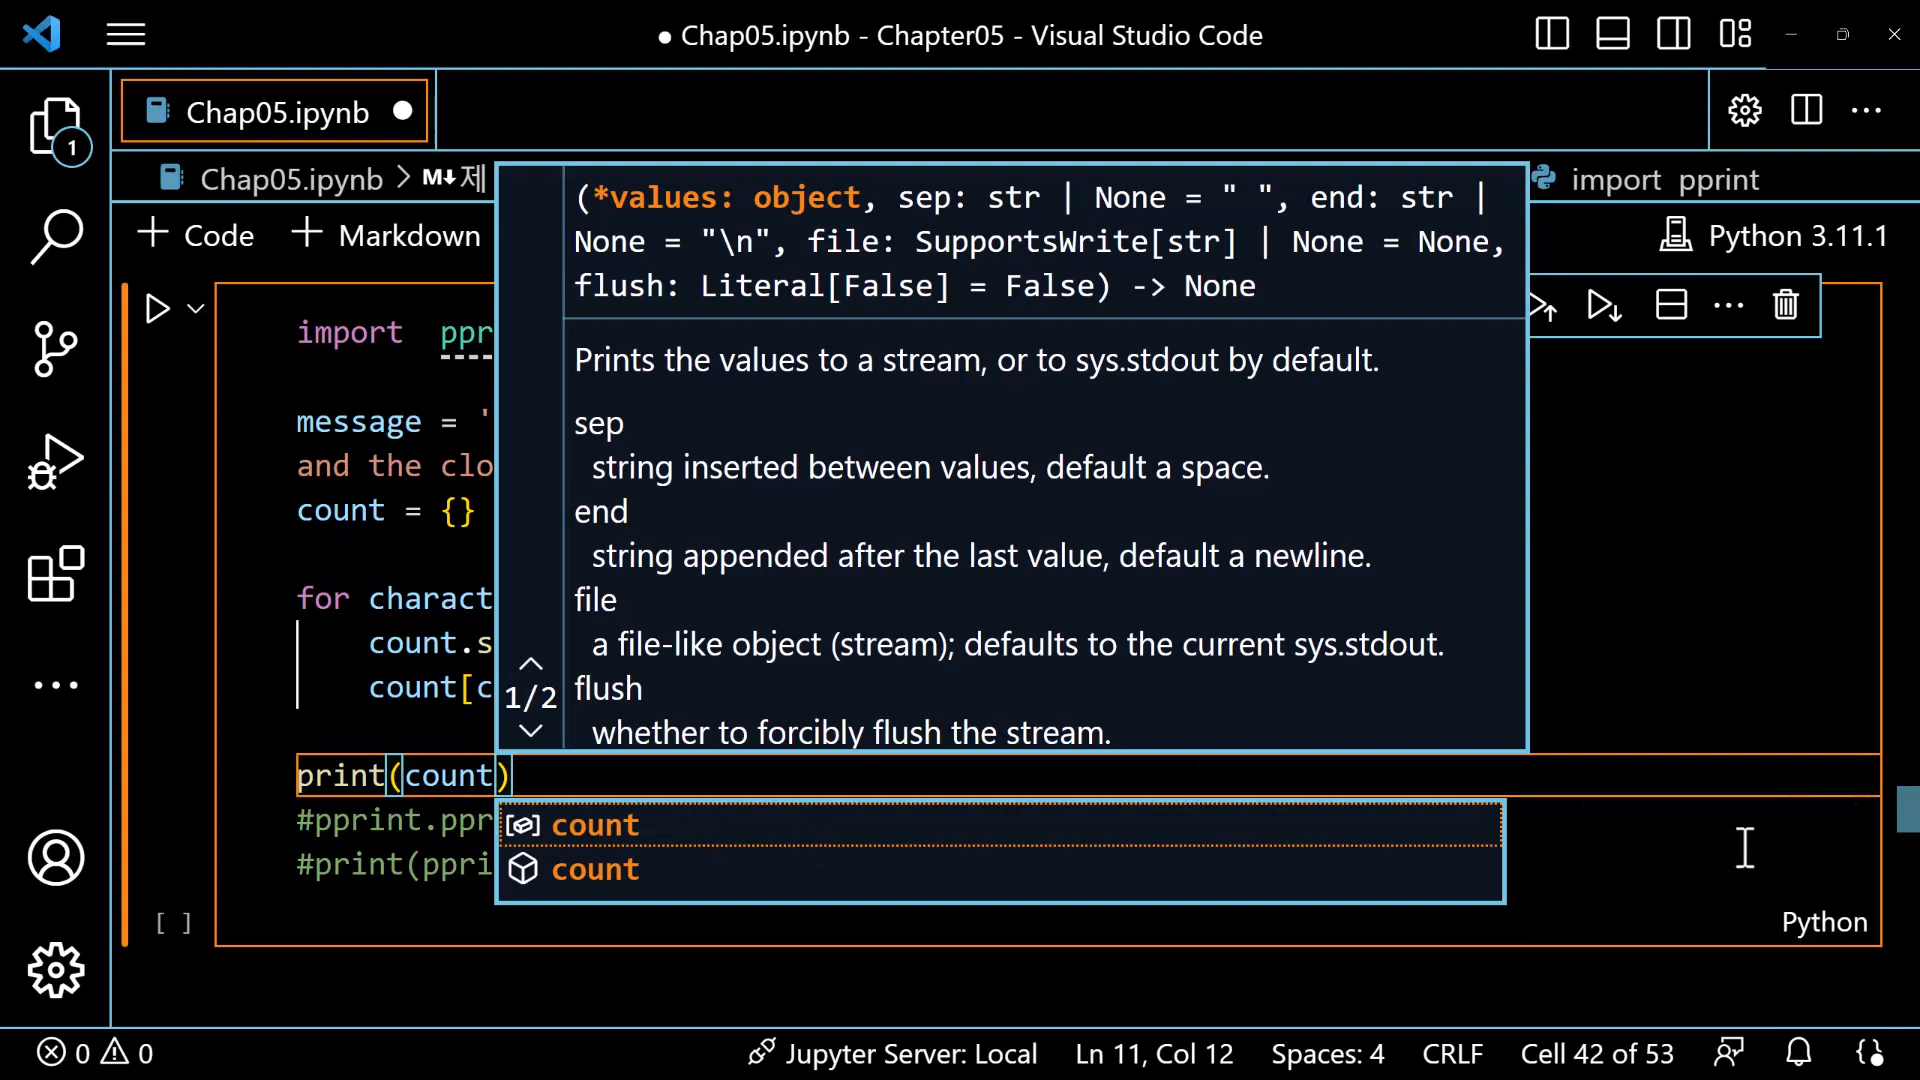 ● Chap05.ipynb - Chapter05 - Visual Studio Code
Chap05.ipynb ●
1
Chap05.ipynb > M↓제
import pprint
+ Code + Markdown
Python 3.11.1
(*values: object, sep: str | None = " ", end: str |
None = "\n", file: SupportsWrite[str] | None = None,
flush: Literal[False] = False) -> None
Prints the values to a stream, or to sys.stdout by default.
sep
string inserted between values, default a space.
end
string appended after the last value, default a newline.
file
a file-like object (stream); defaults to the current sys.stdout.
flush
whether to forcibly flush the stream.
1/2
import ppr
message = '
and the clo
count = {}
for charact
count.s
count[c
print(count)
#pprint.ppr
#print(ppri
count
count
[ ]
Python
0 0
Jupyter Server: Local
Ln 11, Col 12
Spaces: 4
CRLF
Cell 42 of 53